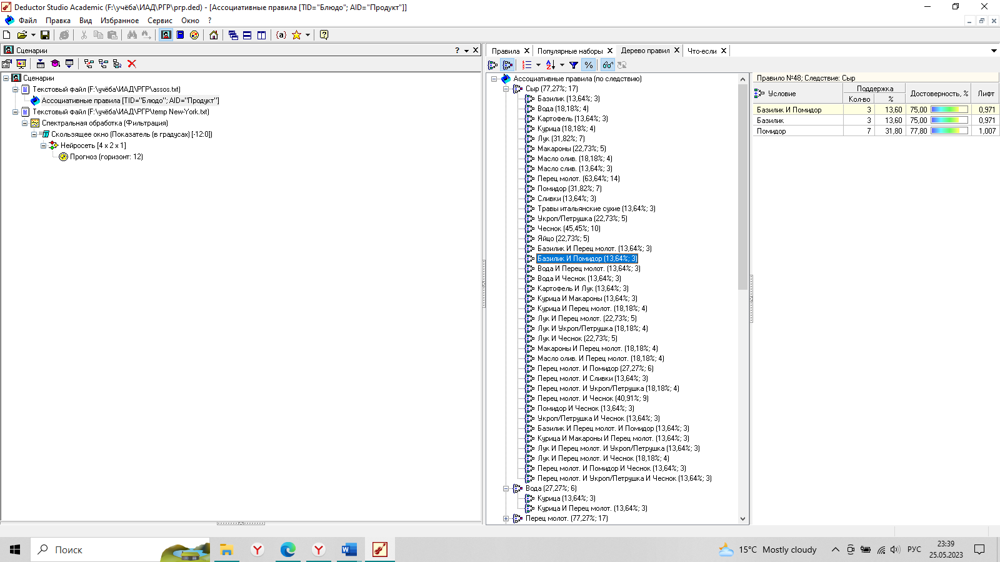 Deductor Studio Academic (F:\учёба\ИАД\РГР\ргр.ded) - [Ассоциативные правила [TID="Блюдо"; AID="Продукт"]]
Файл Правка Вид Избранное Сервис Окно ?
Сценарии
Сценарии
Текстовый файл (F:\учёба\ИАД\РГР\assos.txt)
Ассоциативные правила [TID="Блюдо"; AID="Продукт"]
Текстовый файл (F:\учёба\ИАД\РГР\temp New-York.txt)
Спектральная обработка (Фильтрация)
Скользящее окно (Показатель (в градусах) [-12:0])
Нейросеть [4 x 2 x 1]
Прогноз (горизонт: 12)
Правила Популярные наборы Дерево правил Что-если
Ассоциативные правила (по следствию)
Сыр (77,27%; 17)
Базилик (13,64%; 3)
Вода (18,18%; 4)
Картофель (13,64%; 3)
Курица (18,18%; 4)
Лук (31,82%; 7)
Макароны (22,73%; 5)
Масло олив. (18,18%; 4)
Масло слив. (13,64%; 3)
Перец молот. (63,64%; 14)
Помидор (31,82%; 7)
Сливки (13,64%; 3)
Травы итальянские сухие (13,64%; 3)
Укроп/Петрушка (22,73%; 5)
Чеснок (45,45%; 10)
Яйцо (22,73%; 5)
Базилик И Перец молот. (13,64%; 3)
Базилик И Помидор (13,64%; 3)
Вода И Перец молот. (13,64%; 3)
Вода И Чеснок (13,64%; 3)
Картофель И Лук (13,64%; 3)
Курица И Макароны (13,64%; 3)
Курица И Перец молот. (18,18%; 4)
Лук И Перец молот. (22,73%; 5)
Лук И Укроп/Петрушка (18,18%; 4)
Лук И Чеснок (22,73%; 5)
Макароны И Перец молот. (18,18%; 4)
Масло олив. И Перец молот. (18,18%; 4)
Перец молот. И Помидор (27,27%; 6)
Перец молот. И Сливки (13,64%; 3)
Перец молот. И Укроп/Петрушка (18,18%; 4)
Перец молот. И Чеснок (40,91%; 9)
Помидор И Чеснок (13,64%; 3)
Укроп/Петрушка И Чеснок (13,64%; 3)
Базилик И Перец молот. И Помидор (13,64%; 3)
Курица И Макароны И Перец молот. (13,64%; 3)
Лук И Перец молот. И Укроп/Петрушка (13,64%; 3)
Лук И Перец молот. И Чеснок (18,18%; 4)
Перец молот. И Помидор И Чеснок (13,64%; 3)
Перец молот. И Укроп/Петрушка И Чеснок (13,64%; 3)
Вода (27,27%; 6)
Курица (13,64%; 3)
Курица И Перец молот. (13,64%; 3)
Перец молот. (77,27%; 17)
Правило №48; Следствие: Сыр
Условие Поддержка Достоверность, % Лифт
Кол-во %
Базилик И Помидор 3 13,60 75,00 0,971
Базилик 3 13,60 75,00 0,971
Помидор 7 31,80 77,80 1,007
Поиск
15°C Mostly cloudy
РУС
23:39
25.05.2023